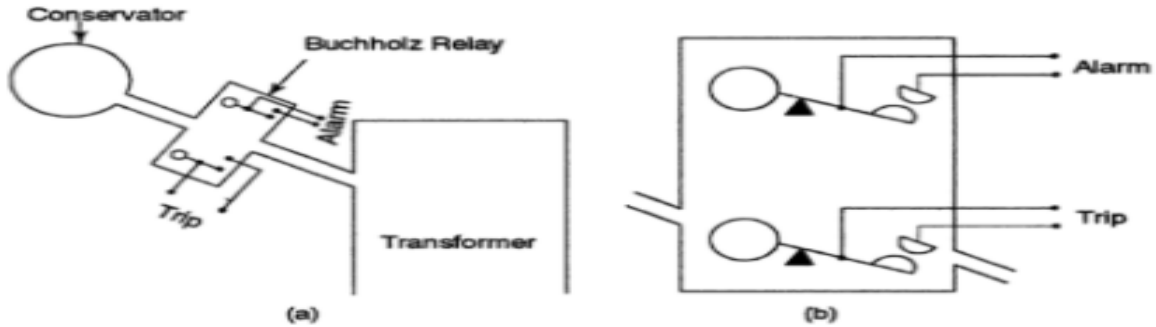 Conservator
Buchholz Relay
Alarm
Trip
Transformer
(a)
Alarm
Trip
(b)